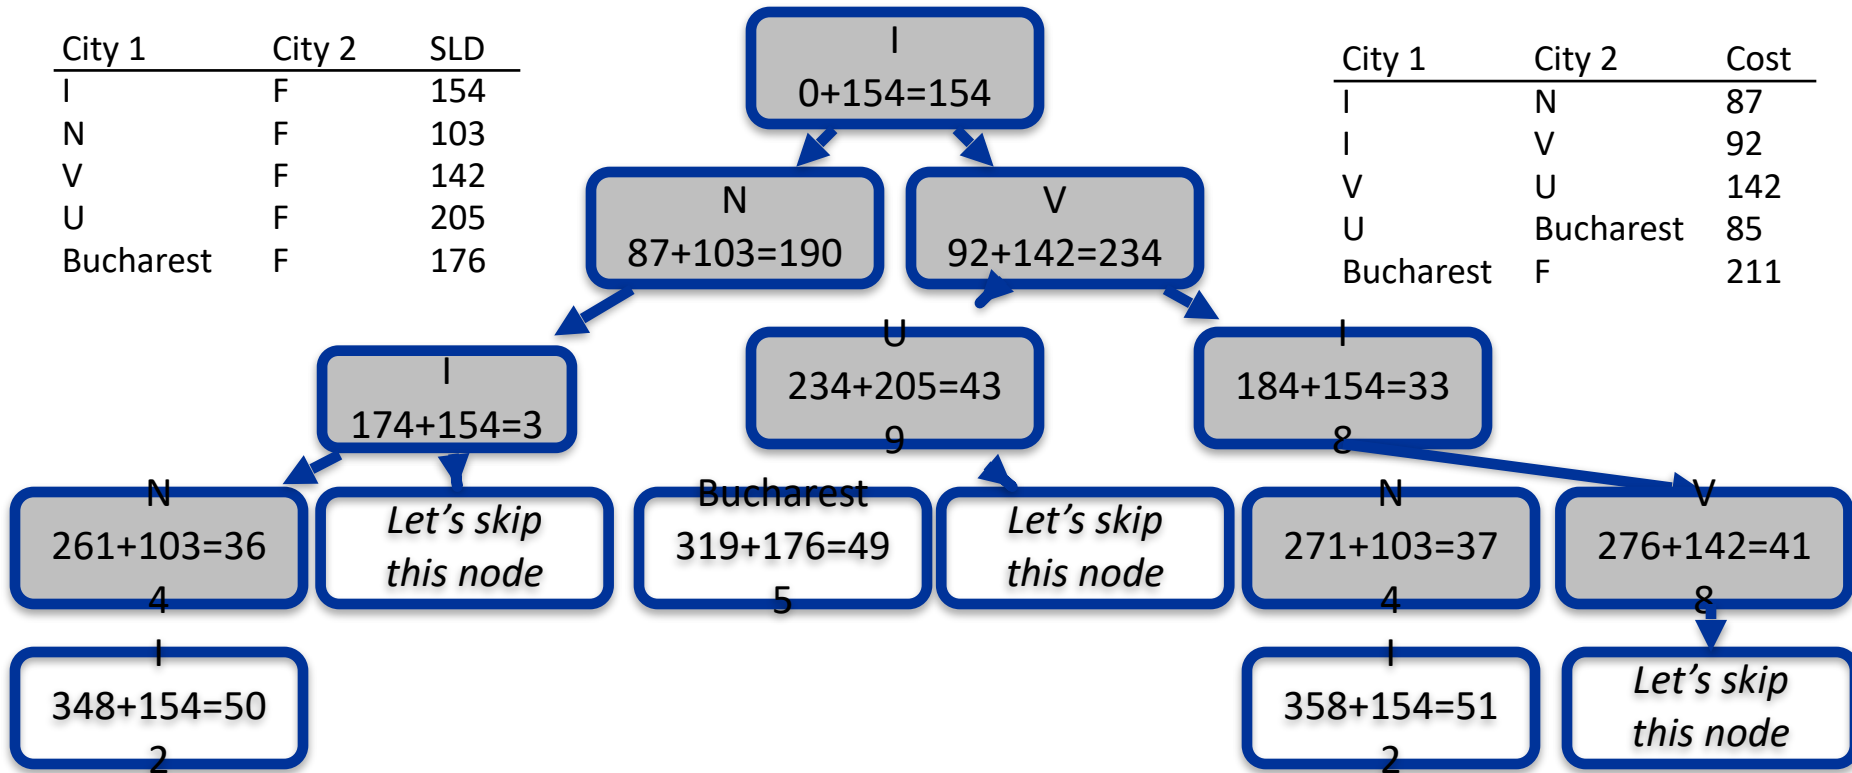 City 1 City 2 SLD
I F 154
N F 103
V F 142
U F 205
Bucharest F 176
City 1 City 2 Cost
I N 87
I V 92
V U 142
U Bucharest 85
Bucharest F 211
I
0+154=154
N
87+103=190
V
92+142=234
I
174+154=3
U
234+205=43
9
I
184+154=33
8
N
261+103=36
4
Let's skip
this node
Bucharest
319+176=49
5
Let's skip
this node
N
271+103=37
4
V
276+142=41
8
I
348+154=50
2
I
358+154=51
2
Let's skip
this node